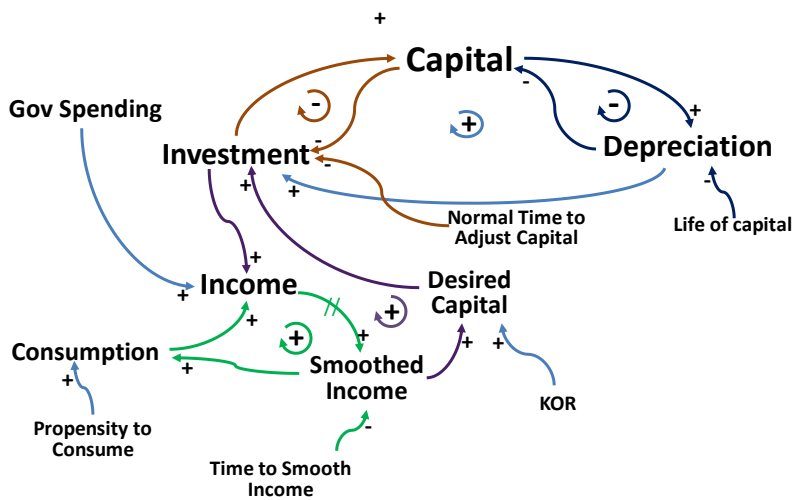 +
Capital
-
Gov Spending
-
+
-
+
Investment
-
-
Depreciation
-
+
+
Normal Time to
Adjust Capital
Life of capital
+
Income
+
+
Desired
Capital
+
+
+
+
+
Consumption
+
+
Smoothed
Income
+
KOR
Propensity to
Consume
-
Time to Smooth
Income